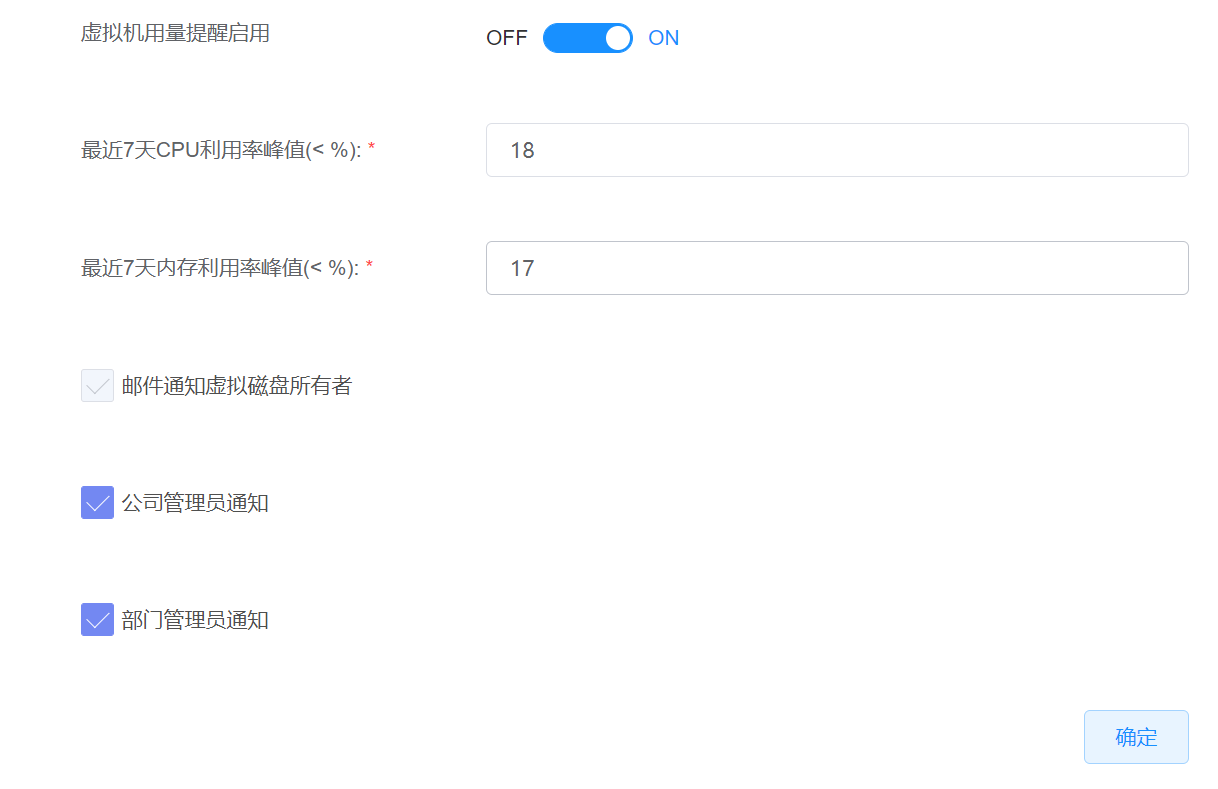 虚拟机用量提醒启用
OFF ON
最近7天CPU利用率峰值(< %): *
18
最近7天内存利用率峰值(< %): *
17
邮件通知虚拟磁盘所有者
公司管理员通知
部门管理员通知
确定